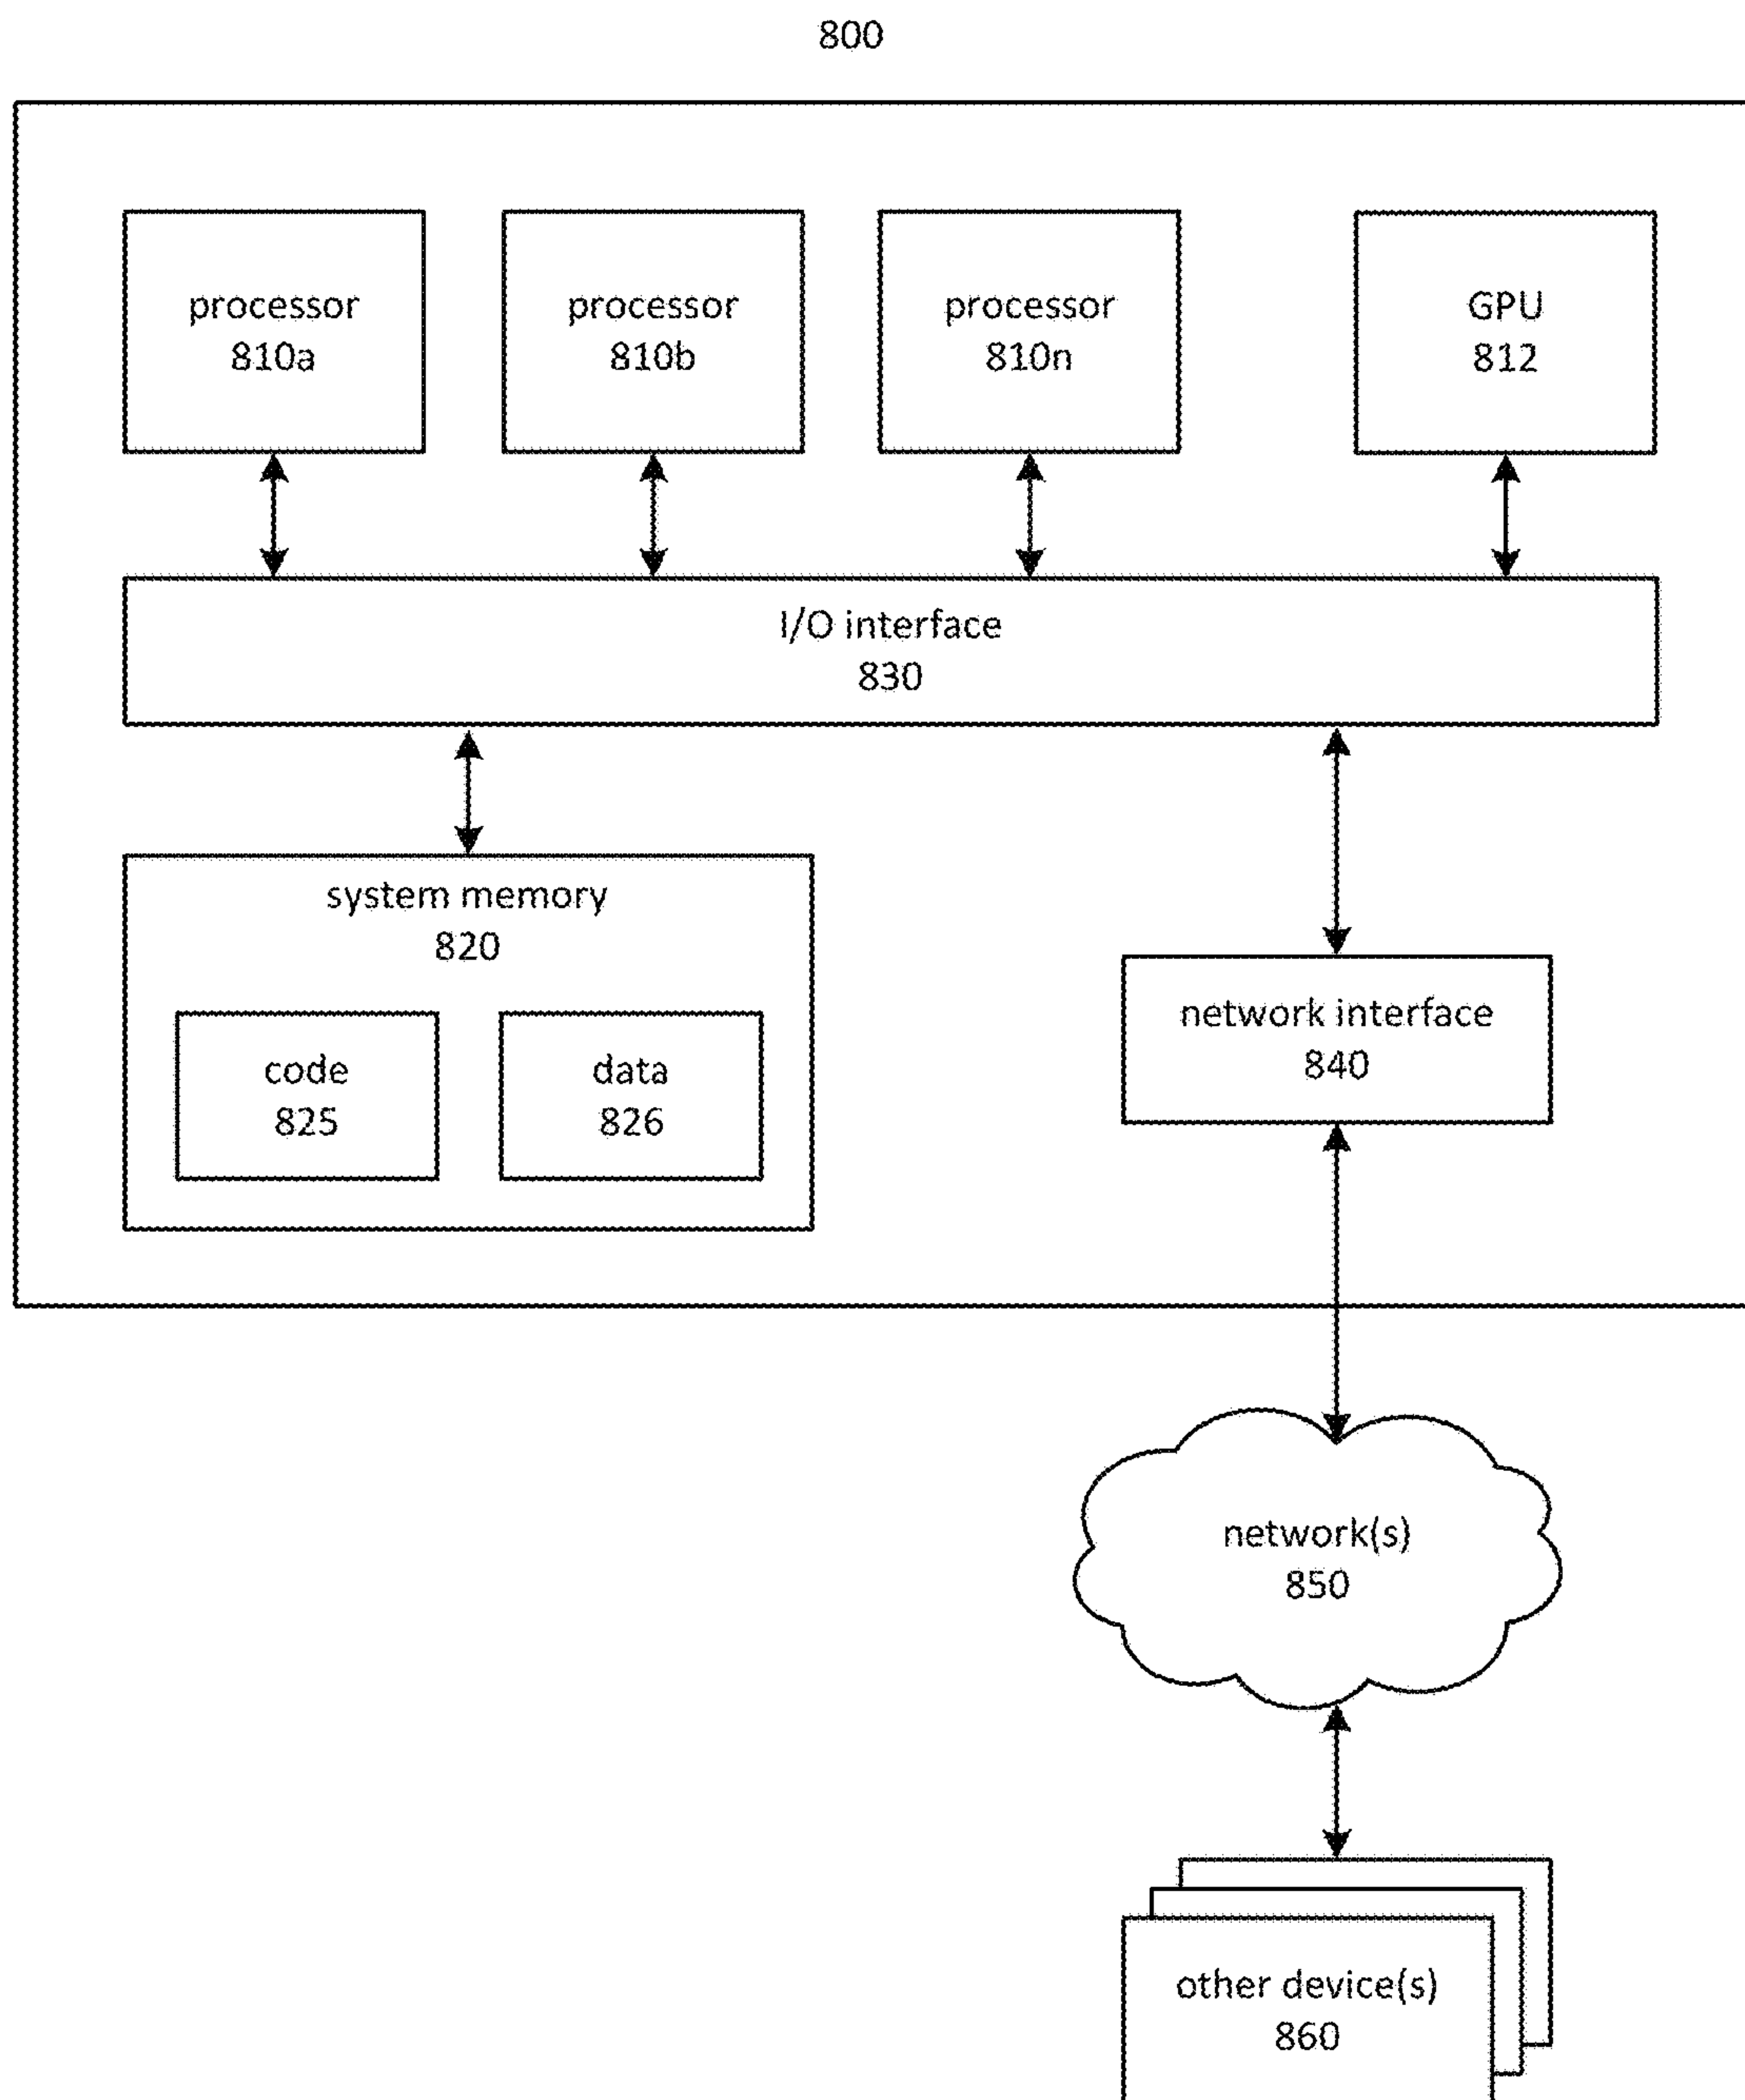 800
processor
810a
processor
810b
processor
810n
GPU
812
I/O interface
830
system memory
820
code
825
data
826
network interface
840
network(s)
850
other device(s)
860